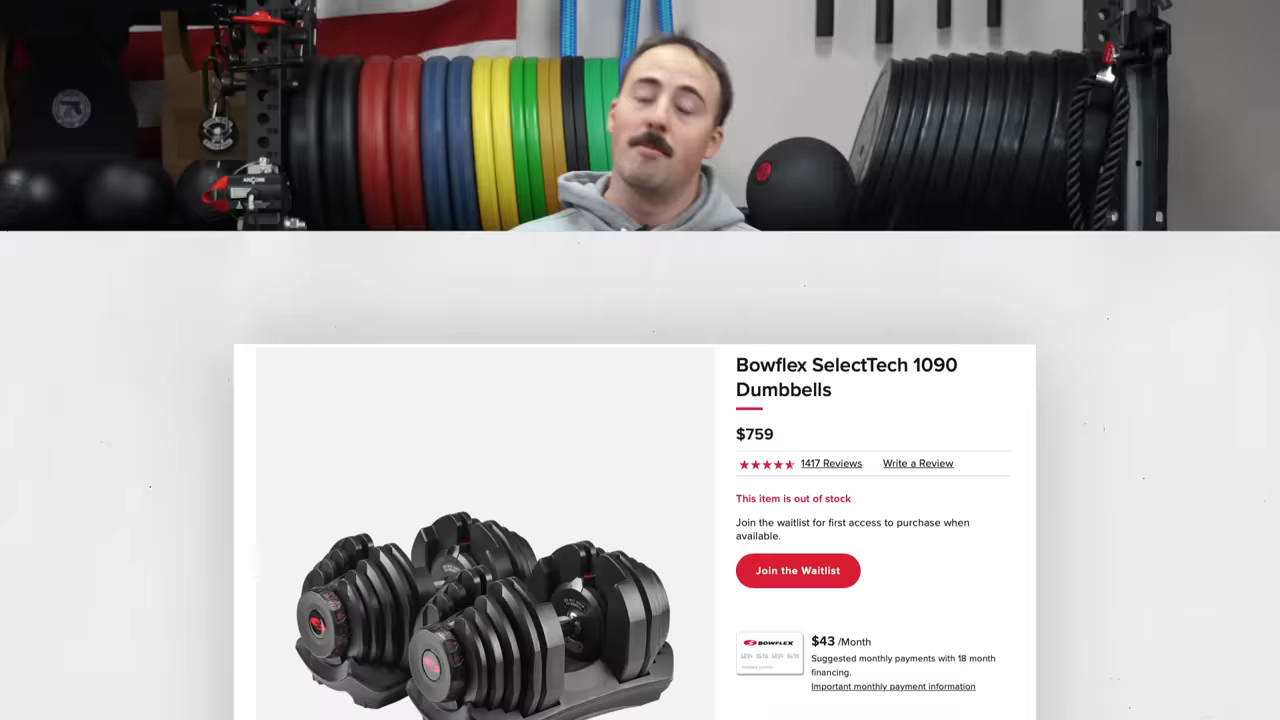 Bowflex SelectTech 1090
Dumbbells
$759
1417 Reviews Write a Review
This item is out of stock
Join the waitlist for first access to purchase when
available.
Join the Waitlist
BOWFLEX
$43 /Month
Suggested monthly payments with 18 month
financing.
Important monthly payment information